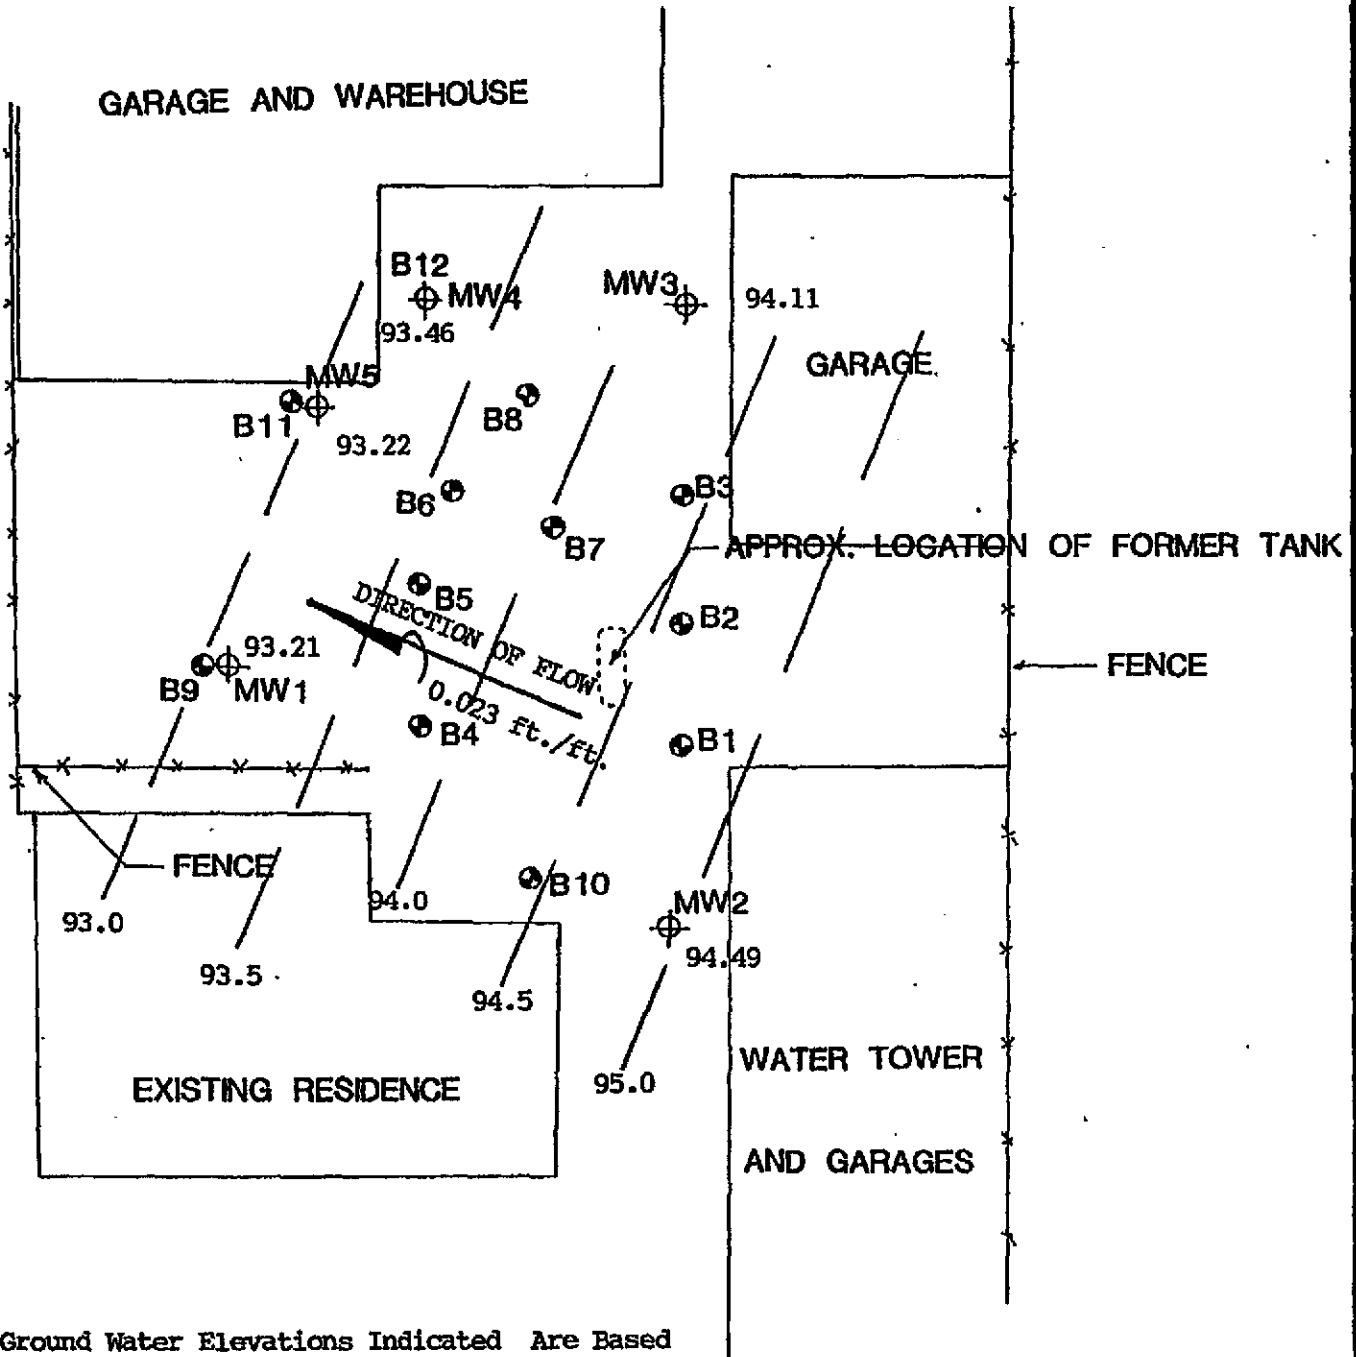 GARAGE AND WAREHOUSE
B12
MW4
93.46
MW3
94.11
GARAGE
MW5
B11
93.22
B8
B6
B3
B7
APPROX. LOCATION OF FORMER TANK
B5
DIRECTION OF FLOW
B2
93.21
B9
MW1
FENCE
0.023 ft./ft.
B4
B1
FENCE
94.0
B10
93.0
MW2
94.49
93.5
94.5
95.0
WATER TOWER
AND GARAGES
EXISTING RESIDENCE
Ground Water Elevations Indicated Are Based